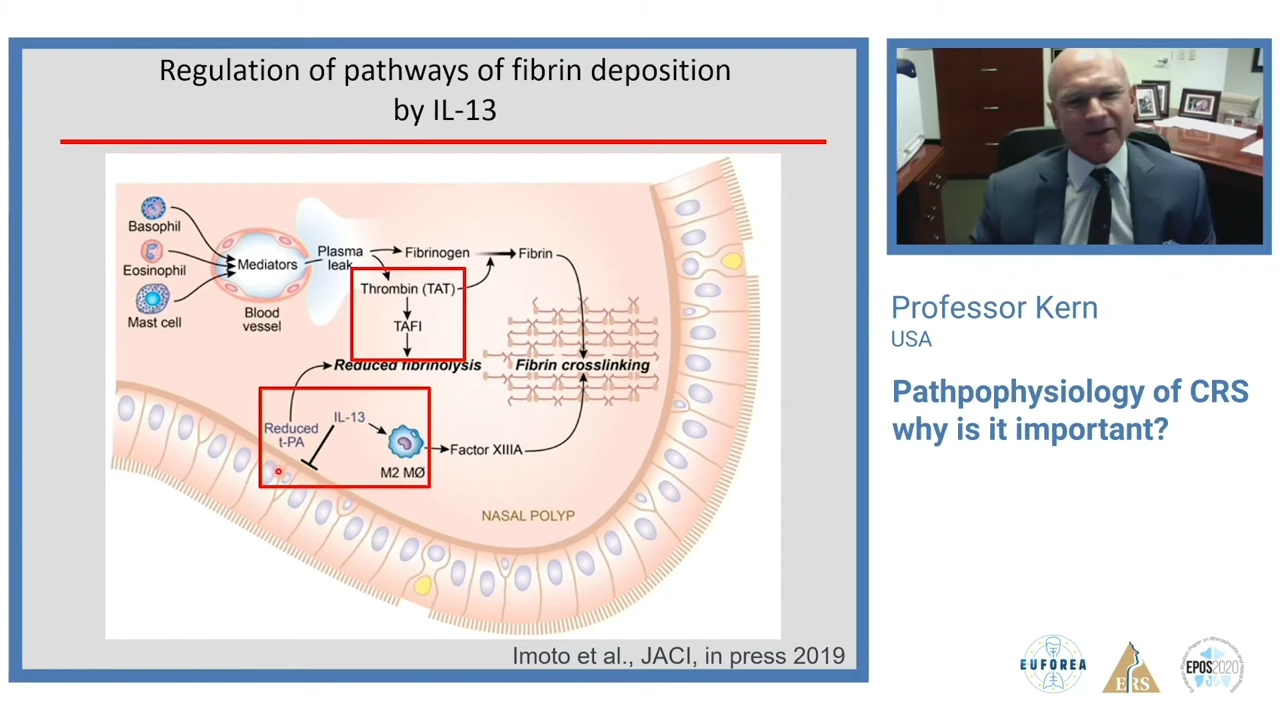 Regulation of pathways of fibrin deposition
by IL-13
Basophil
Eosinophil
Mast cell
Mediators
Blood
vessel
Plasma
leak
Fibrinogen
Fibrin
Thrombin (TAT)
TAFI
Reduced fibrinolysis
Fibrin crosslinking
Reduced
t-PA
IL-13
M2 MØ
Factor XIIIA
NASAL POLYP
Imoto et al., JACI, in press 2019
Professor Kern
USA
Pathpophysiology of CRS
why is it important?
EUFOREA
ERS
EPOS2020